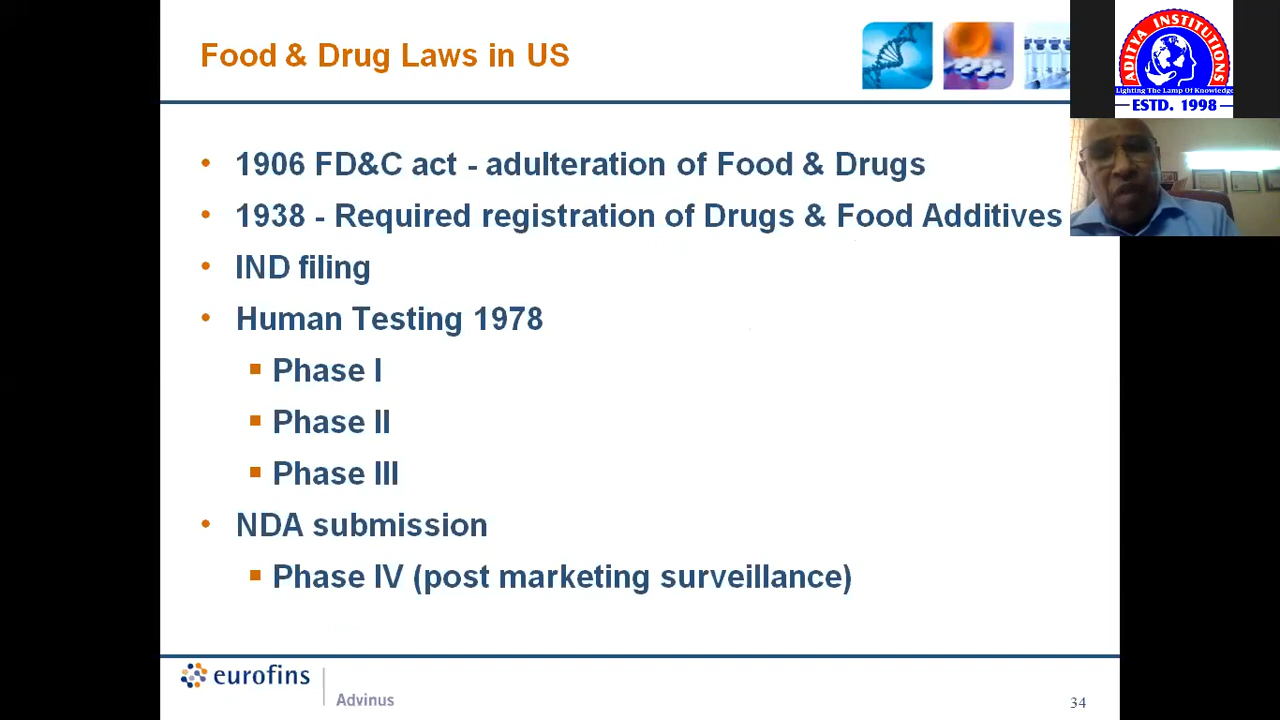 Food & Drug Laws in US
ADITYA INSTITUTIONS
Lighting The Lamp Of Knowledge
ESTD. 1998
• 1906 FD&C act - adulteration of Food & Drugs
• 1938 - Required registration of Drugs & Food Additives
• IND filing
• Human Testing 1978
▪ Phase I
▪ Phase II
▪ Phase III
• NDA submission
▪ Phase IV (post marketing surveillance)
eurofins
Advinus
34